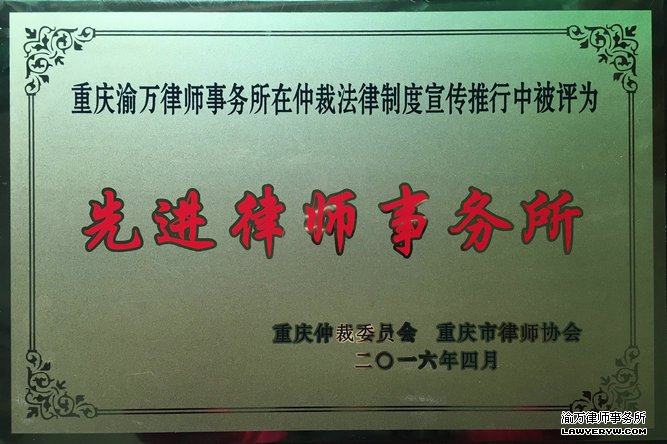 重庆渝万律师事务所在仲裁法律制度宣传推行中被评为
先进律师事务所
重庆仲裁委员会 重庆市律师协会
二〇一六年四月
渝万律师事务所
LAWYERYW.COM